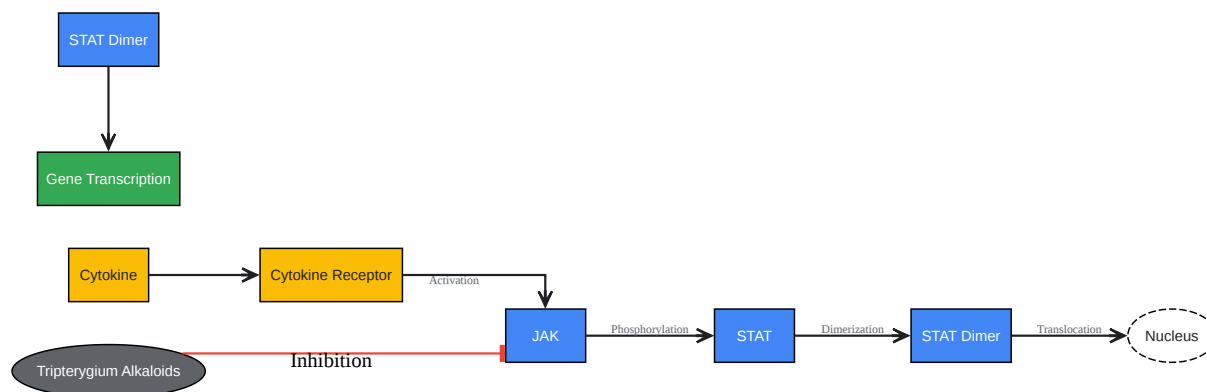 STAT Dimer
Gene Transcription
Cytokine
Cytokine Receptor
Activation
JAK
Phosphorylation
STAT
Dimerization
STAT Dimer
Translocation
Nucleus
Inhibition
Tripterygium Alkaloids